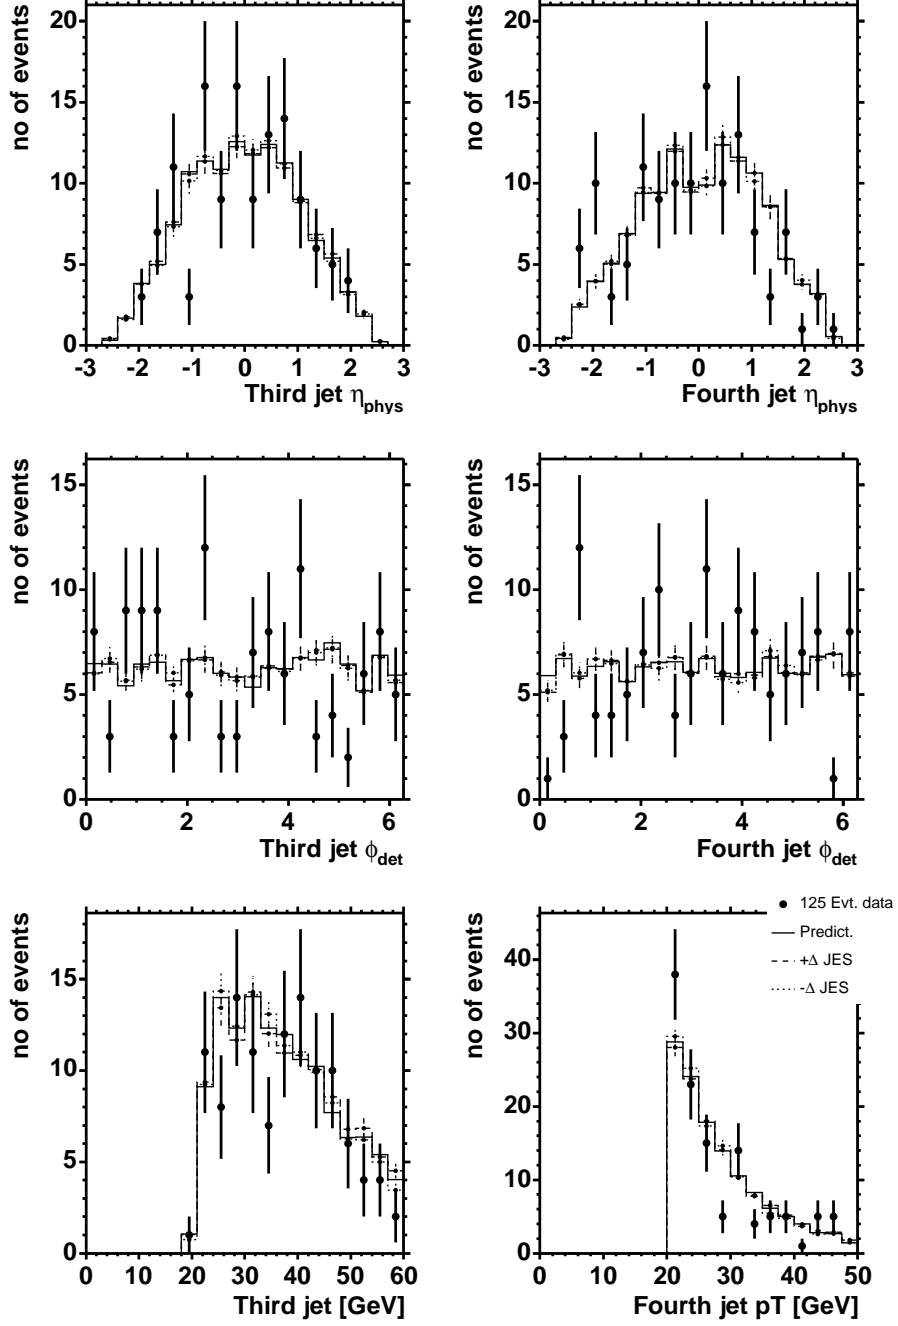 no of events
20
15
10
5
0
-3 -2 -1 0 1 2 3
Third jet ηphys
no of events
20
15
10
5
0
-3 -2 -1 0 1 2 3
Fourth jet ηphys
no of events
15
10
5
0
0 2 4 6
Third jet ϕdet
no of events
15
10
5
0
0 2 4 6
Fourth jet ϕdet
no of events
15
10
5
0
0 10 20 30 40 50 60
Third jet [GeV]
no of events
40
30
20
10
0
0 10 20 30 40 50
Fourth jet pT [GeV]
125 Evt. data
Predict.
+Δ JES
-Δ JES